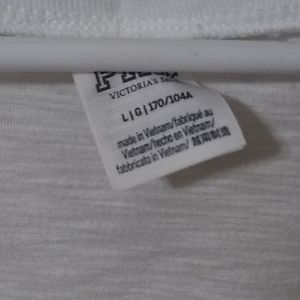 PINK
VICTORIA'S SE
L|G|170/104A
made in Vietnam/fabriqué au
Vietnam/hecho en Vietnam/
fabbricato in Vietnam/